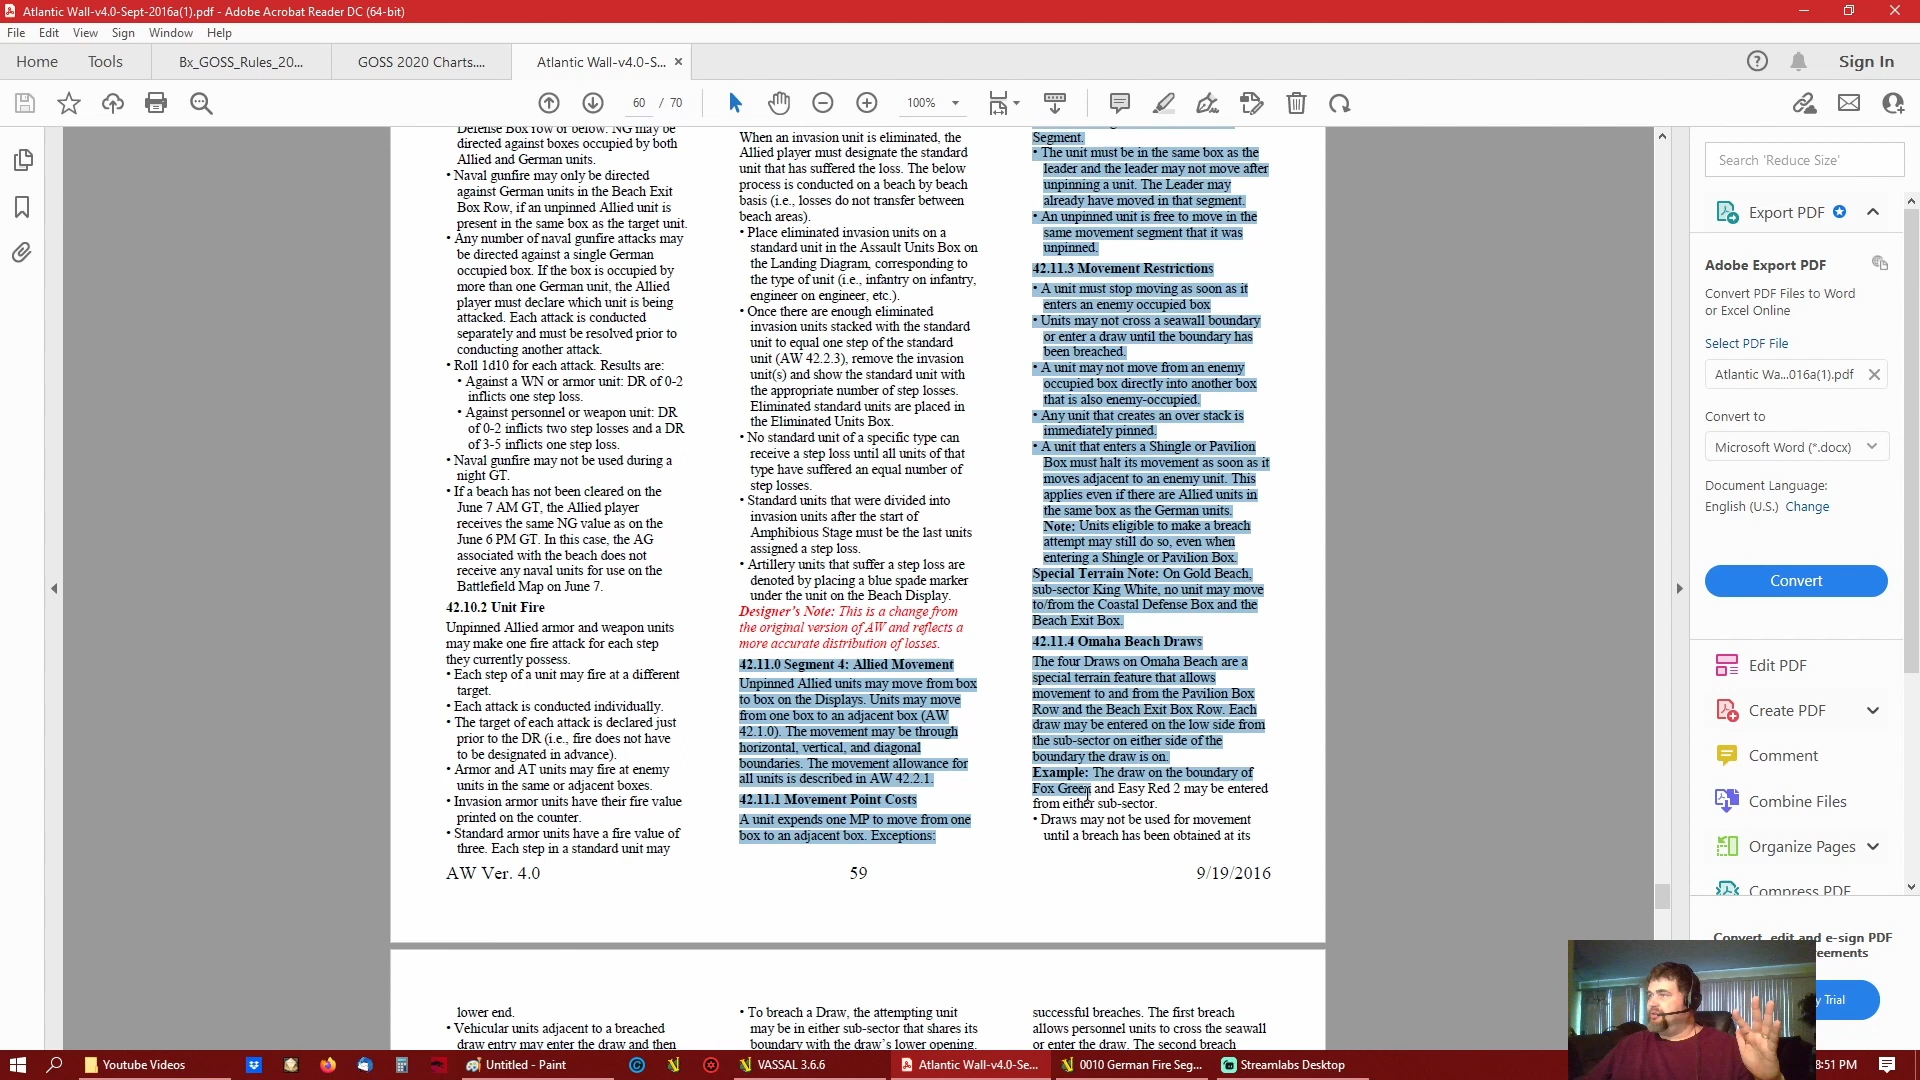 Atlantic Wall-v4.0-Sept-2016a(1).pdf - Adobe Acrobat Reader DC (64-bit)
File Edit View Sign Window Help
Home Tools Bx_GOSS_Rules_20... GOSS 2020 Charts.... Atlantic Wall-v4.0-S... ×
60 / 70 100% Sign In
Defense Box row or below. NG may be
directed against boxes occupied by both
Allied and German units.
• Naval gunfire may only be directed
against German units in the Beach Exit
Box Row, if an unpinned Allied unit is
present in the same box as the target unit.
• Any number of naval gunfire attacks may
be directed against a single German
occupied box. If the box is occupied by
more than one German unit, the Allied
player must declare which unit is being
attacked. Each attack is conducted
separately and must be resolved prior to
conducting another attack.
• Roll 1d10 for each attack. Results are:
• Against a WN or armor unit: DR of 0-2
inflicts one step loss.
• Against personnel or weapon unit: DR
of 0-2 inflicts two step losses and a DR
of 3-5 inflicts one step loss.
• Naval gunfire may not be used during a
night GT.
• If a beach has not been cleared on the
June 7 AM GT, the Allied player
receives the same NG value as on the
June 6 PM GT. In this case, the AG
associated with the beach does not
receive any naval units for use on the
Battlefield Map on June 7.
42.10.2 Unit Fire
Unpinned Allied armor and weapon units
may make one fire attack for each step
they currently possess.
• Each step of a unit may fire at a different
target.
• Each attack is conducted individually.
• The target of each attack is declared just
prior to the DR (i.e., fire does not have
to be designated in advance).
• Armor and AT units may fire at enemy
units in the same or adjacent boxes.
• Invasion armor units have their fire value
printed on the counter.
• Standard armor units have a fire value of
three. Each step in a standard unit may
When an invasion unit is eliminated, the
Allied player must designate the standard
unit that has suffered the loss. The below
process is conducted on a beach by beach
basis (i.e., losses do not transfer between
beach areas).
• Place eliminated invasion units on a
standard unit in the Assault Units Box on
the Landing Diagram, corresponding to
the type of unit (i.e., infantry on infantry,
engineer on engineer, etc.).
• Once there are enough eliminated
invasion units stacked with the standard
unit to equal one step of the standard
unit (AW 42.2.3), remove the invasion
unit(s) and show the standard unit with
the appropriate number of step losses.
Eliminated standard units are placed in
the Eliminated Units Box.
• No standard unit of a specific type can
receive a step loss until all units of that
type have suffered an equal number of
step losses.
• Standard units that were divided into
invasion units after the start of
Amphibious Stage must be the last units
assigned a step loss.
• Artillery units that suffer a step loss are
denoted by placing a blue spade marker
under the unit on the Beach Display.
Designer's Note: This is a change from
the original version of AW and reflects a
more accurate distribution of losses.
42.11.0 Segment 4: Allied Movement
Unpinned Allied units may move from box
to box on the Displays. Units may move
from one box to an adjacent box (AW
42.1.0). The movement may be through
horizontal, vertical, and diagonal
boundaries. The movement allowance for
all units is described in AW 42.2.1.
42.11.1 Movement Point Costs
A unit expends one MP to move from one
box to an adjacent box. Exceptions:
Segment.
• The unit must be in the same box as the
leader and the leader may not move after
unpinning a unit. The Leader may
already have moved in that segment.
• An unpinned unit is free to move in the
same movement segment that it was
unpinned.
42.11.3 Movement Restrictions
• A unit must stop moving as soon as it
enters an enemy occupied box
• Units may not cross a seawall boundary
or enter a draw until the boundary has
been breached.
• A unit may not move from an enemy
occupied box directly into another box
that is also enemy-occupied.
• Any unit that creates an over stack is
immediately pinned.
• A unit that enters a Shingle or Pavilion
Box must halt its movement as soon as it
moves adjacent to an enemy unit. This
applies even if there are Allied units in
the same box as the German units.
Note: Units eligible to make a breach
attempt may still do so, even when
entering a Shingle or Pavilion Box.
Special Terrain Note: On Gold Beach,
sub-sector King White, no unit may move
to/from the Coastal Defense Box and the
Beach Exit Box.
42.11.4 Omaha Beach Draws
The four Draws on Omaha Beach are a
special terrain feature that allows
movement to and from the Pavilion Box
Row and the Beach Exit Box Row. Each
draw may be entered on the low side from
the sub-sector on either side of the
boundary the draw is on.
Example: The draw on the boundary of
Fox Green and Easy Red 2 may be entered
from either sub-sector.
• Draws may not be used for movement
until a breach has been obtained at its
AW Ver. 4.0 59 9/19/2016
lower end.
• Vehicular units adjacent to a breached
draw entry may enter the draw and then
• To breach a Draw, the attempting unit
may be in either sub-sector that shares its
boundary with the draw's lower opening.
successful breaches. The first breach
allows personnel units to cross the seawall
or enter the draw. The second breach
Search 'Reduce Size'
Export PDF
Adobe Export PDF
Convert PDF Files to Word
or Excel Online
Select PDF File
Atlantic Wa...016a(1).pdf
Convert to
Microsoft Word (*.docx)
Document Language:
English (U.S.) Change
Convert
Edit PDF
Create PDF
Comment
Combine Files
Organize Pages
Compress PDF
Convert, edit and e-sign PDF
eements
y Trial
Youtube Videos Untitled - Paint VASSAL 3.6.6 Atlantic Wall-v4.0-Se... 0010 German Fire Seg... Streamlabs Desktop 8:51 PM